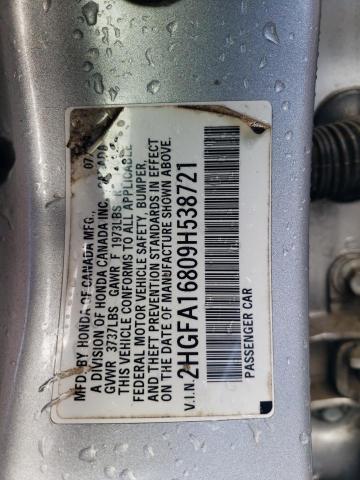 MFD. BY HONDA OF CANADA MFG.,
A DIVISION OF HONDA CANADA INC.
GVWR 3737LBS GAWR F 1973LBS
THIS VEHICLE CONFORMS TO ALL APPLICABLE
FEDERAL MOTOR VEHICLE SAFETY, BUMPER,
AND THEFT PREVENTION STANDARDS IN EFFECT
ON THE DATE OF MANUFACTURE SHOWN ABOVE.
V.I.N. 2HGFA16809H538721
PASSENGER CAR